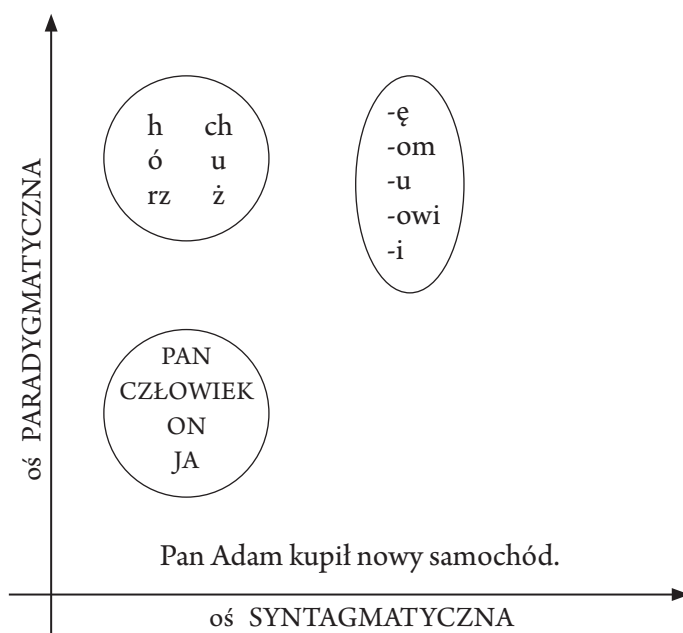 h ch
ó u
rz ż
-ę
-om
-u
-owi
-i
oś PARADYGMATYCZNA
PAN
CZŁOWIEK
ON
JA
Pan Adam kupił nowy samochód.
oś SYNTAGMATYCZNA